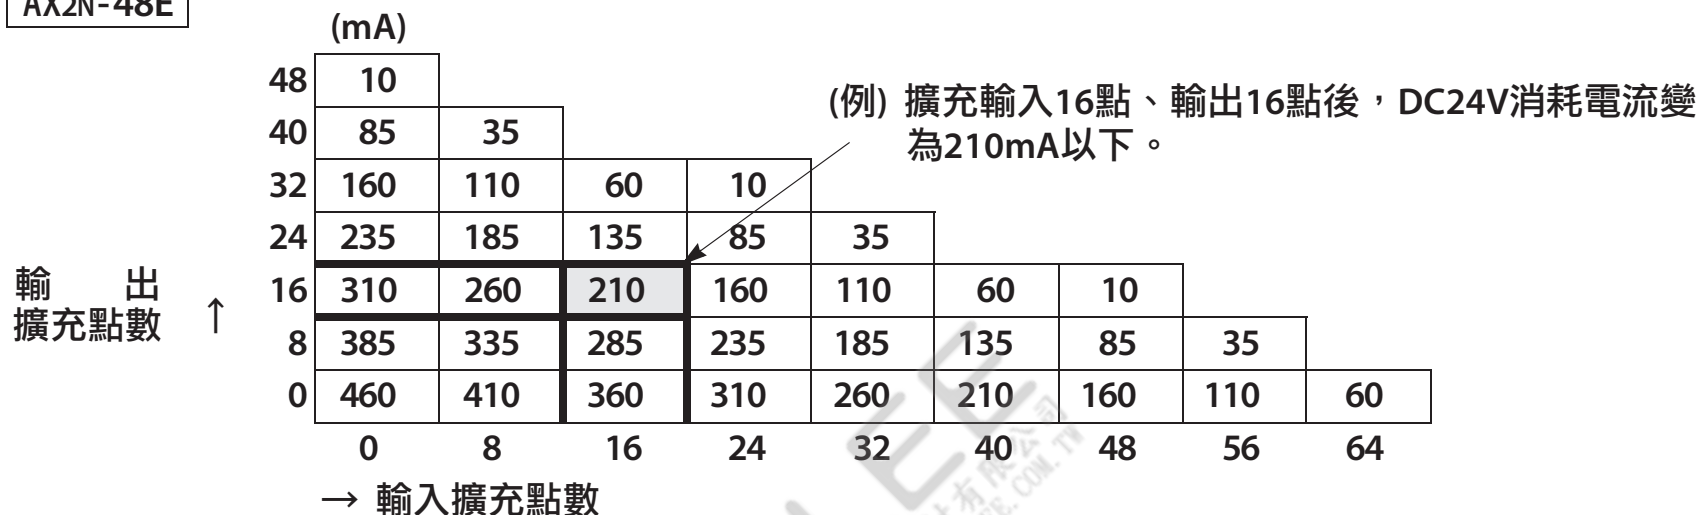 AX2N-48E
(mA)
48 10
(例) 擴充輸入16點、輸出16點後，DC24V消耗電流變
為210mA以下。
40 85 35
32 160 110 60 10
24 235 185 135 85 35
輸 出
擴充點數 ↑
16 310 260 210 160 110 60 10
8 385 335 285 235 185 135 85 35
0 460 410 360 310 260 210 160 110 60
0 8 16 24 32 40 48 56 64
→ 輸入擴充點數